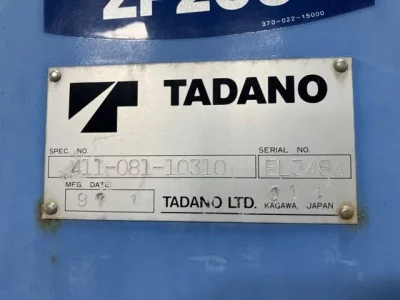 370-022-15000
TADANO
SPEC. NO.
SERIAL NO.
411-081-10310
MFG. DATE
TADANO LTD.
KAGAWA, JAPAN